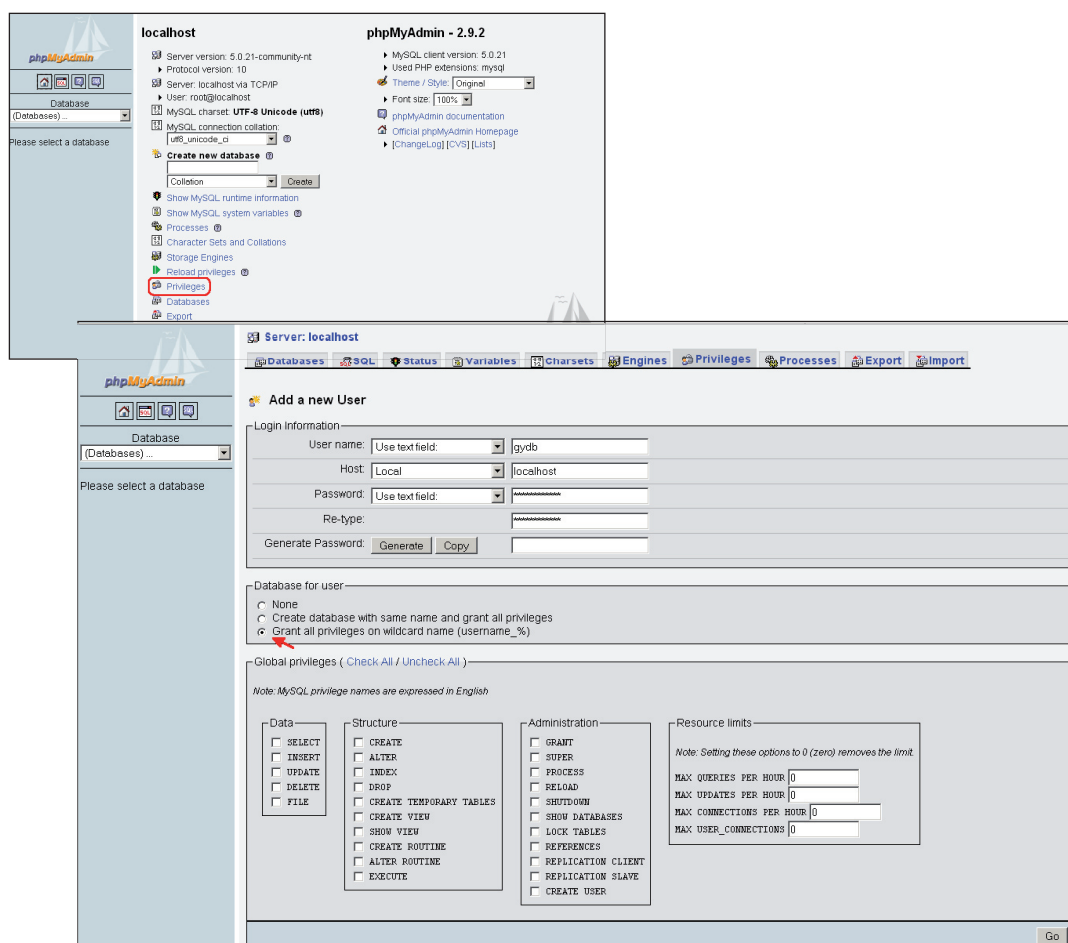 phpMyAdmin
SQL
Database
(Databases) ...
Please select a database
localhost
Server version: 5.0.21-community-nt
Protocol version: 10
Server: localhost via TCP/IP
User: root@localhost
MySQL charset: UTF-8 Unicode (utf8)
MySQL connection collation:
utf8_unicode_ci
Create new database
Collation Create
Show MySQL runtime information
Show MySQL system variables
Processes
Character Sets and Collations
Storage Engines
Reload privileges
Privileges
Databases
Export
phpMyAdmin - 2.9.2
MySQL client version: 5.0.21
Used PHP extensions: mysql
Theme / Style: Original
Font size: 100%
phpMyAdmin documentation
Official phpMyAdmin Homepage
[ChangeLog] [CVS] [Lists]
phpMyAdmin
SQL
Database
(Databases) ...
Please select a database
Server: localhost
Databases SQL Status Variables Charsets Engines Privileges Processes Export Import
Add a new User
Login Information
User name: Use text field: gydb
Host: Local localhost
Password: Use text field: ************
Re-type: ************
Generate Password: Generate Copy
Database for user
None
Create database with same name and grant all privileges
Grant all privileges on wildcard name (username_%)
Global privileges ( Check All / Uncheck All )
Note: MySQL privilege names are expressed in English
Data
SELECT
INSERT
UPDATE
DELETE
FILE
Structure
CREATE
ALTER
INDEX
DROP
CREATE TEMPORARY TABLES
CREATE VIEW
SHOW VIEW
CREATE ROUTINE
ALTER ROUTINE
EXECUTE
Administration
GRANT
SUPER
PROCESS
RELOAD
SHUTDOWN
SHOW DATABASES
LOCK TABLES
REFERENCES
REPLICATION CLIENT
REPLICATION SLAVE
CREATE USER
Resource limits
Note: Setting these options to 0 (zero) removes the limit.
MAX QUERIES PER HOUR 0
MAX UPDATES PER HOUR 0
MAX CONNECTIONS PER HOUR 0
MAX USER_CONNECTIONS 0
Go